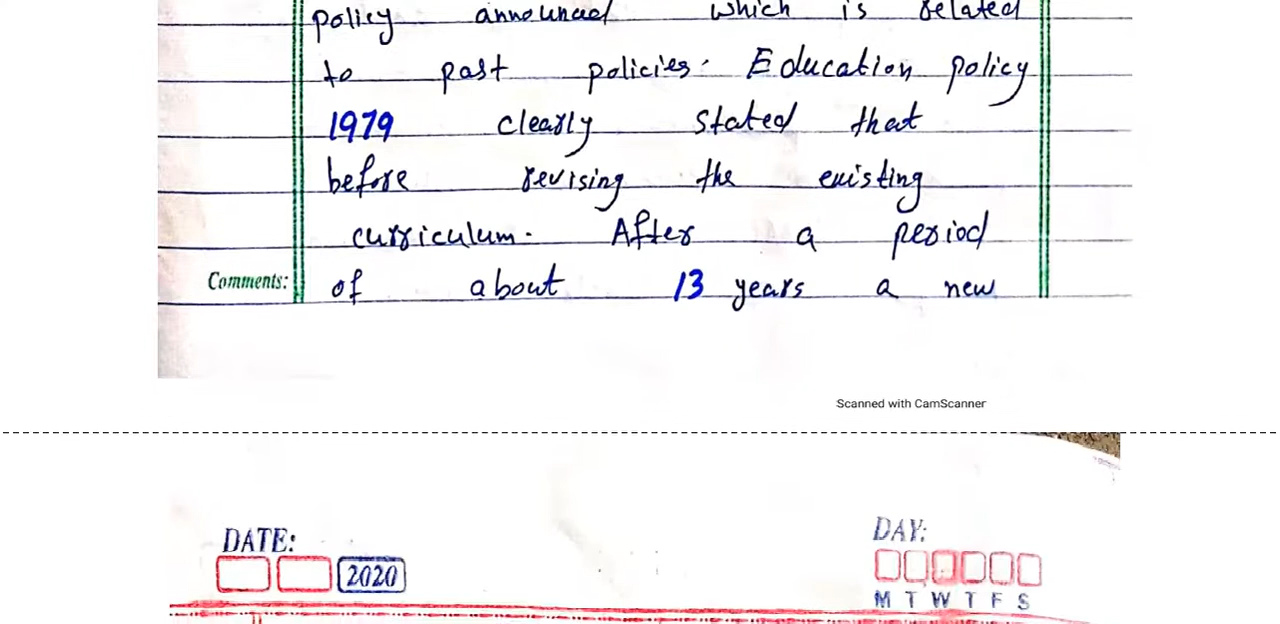 policy announced which is related
to past policies. Education policy
1979 clearly stated that
before revising the existing
curriculum. After a period
Comments: of about 13 years a new
Scanned with CamScanner
DATE: DAY:
2020
M T W T F S